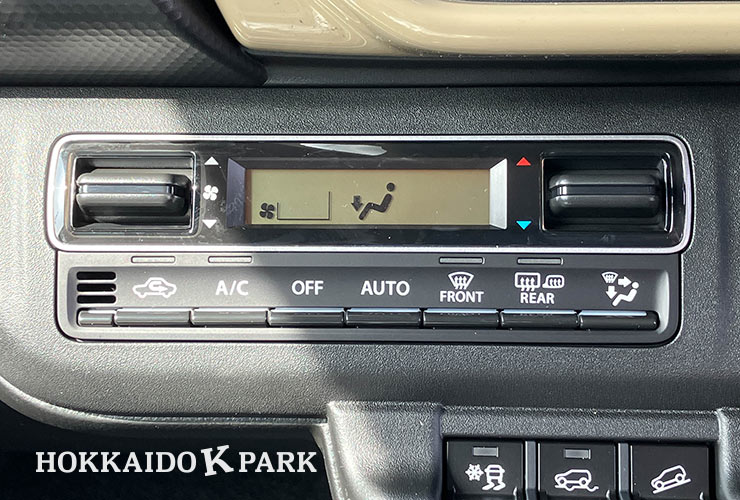 A/C OFF AUTO FRONT REAR
HOKKAIDO K PARK